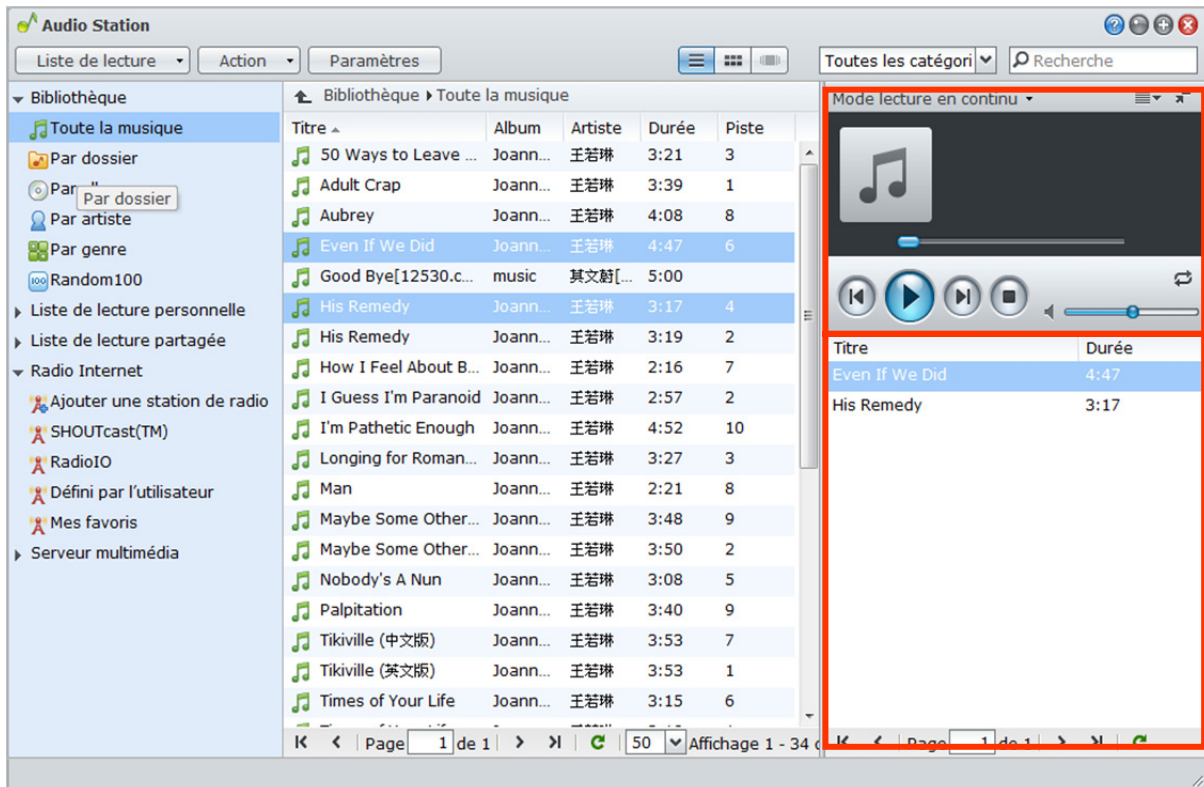 Audio Station
Liste de lecture Action Paramètres Toutes les catégori Recherche
Bibliothèque
Toute la musique
Par dossier
Par
Par dossier
Par artiste
Par genre
100 Random100
Liste de lecture personnelle
Liste de lecture partagée
Radio Internet
Ajouter une station de radio
SHOUTcast(TM)
RadioIO
Défini par l'utilisateur
Mes favoris
Serveur multimédia
Bibliothèque Toute la musique
Titre Album Artiste Durée Piste
50 Ways to Leave ... Joann... 王若琳 3:21 3
Adult Crap Joann... 王若琳 3:39 1
Aubrey Joann... 王若琳 4:08 8
Even If We Did Joann... 王若琳 4:47 6
Good Bye[12530.c... music 其文蔚[... 5:00
His Remedy Joann... 王若琳 3:17 4
His Remedy Joann... 王若琳 3:19 2
How I Feel About B... Joann... 王若琳 2:16 7
I Guess I'm Paranoid Joann... 王若琳 2:57 2
I'm Pathetic Enough Joann... 王若琳 4:52 10
Longing for Roman... Joann... 王若琳 3:27 3
Man Joann... 王若琳 2:21 8
Maybe Some Other... Joann... 王若琳 3:48 9
Maybe Some Other... Joann... 王若琳 3:50 2
Nobody's A Nun Joann... 王若琳 3:08 5
Palpitation Joann... 王若琳 3:40 9
Tikiville (中文版) Joann... 王若琳 3:53 7
Tikiville (英文版) Joann... 王若琳 3:53 1
Times of Your Life Joann... 王若琳 3:15 6
Page 1 de 1 50 Affichage 1 - 34 d
Mode lecture en continu
Titre Durée
Even If We Did 4:47
His Remedy 3:17
Page 1 de 1